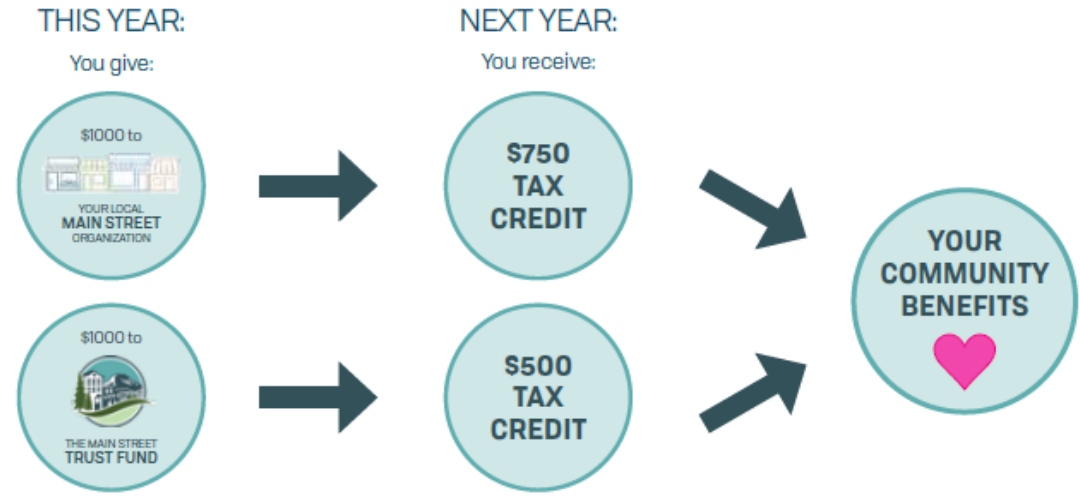 THIS YEAR:
You give:
$1000 to
YOUR LOCAL
MAIN STREET
ORGANIZATION
$1000 to
THE MAIN STREET
TRUST FUND
NEXT YEAR:
You receive:
$750
TAX
CREDIT
$500
TAX
CREDIT
YOUR
COMMUNITY
BENEFITS